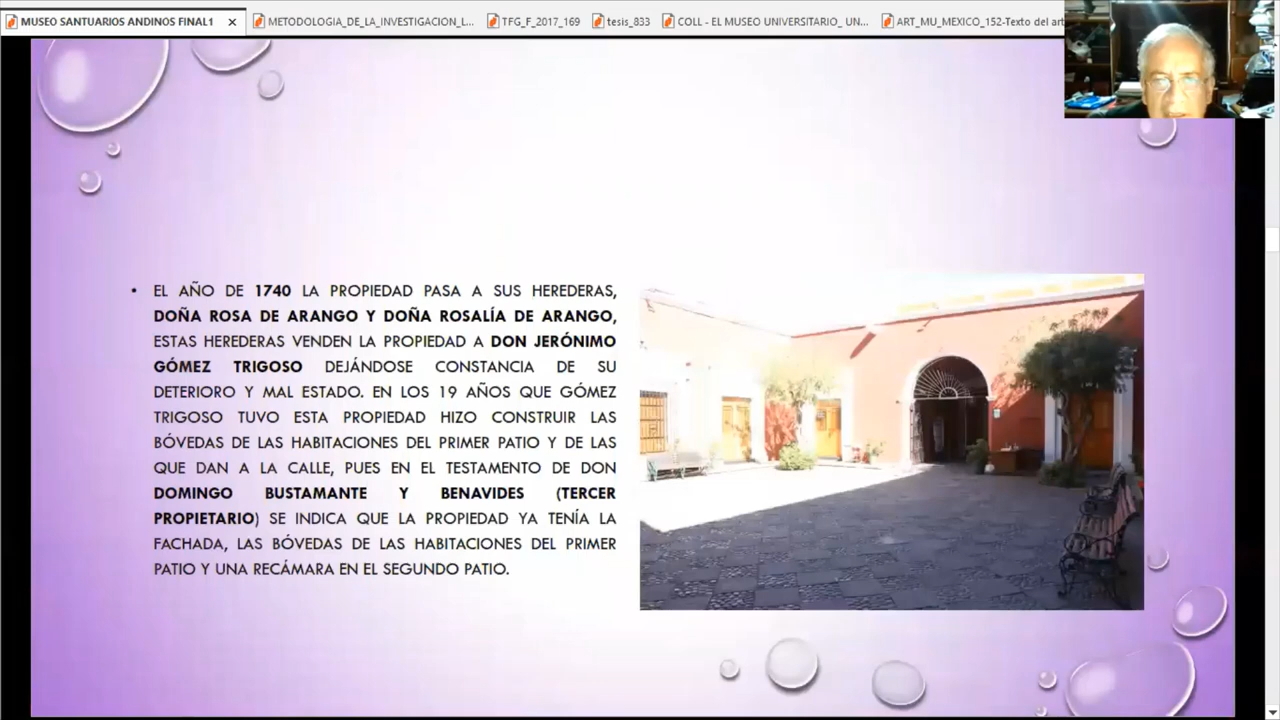 MUSEO SANTUARIOS ANDINOS FINAL1
METODOLOGIA_DE_LA_INVESTIGACION_L...
TFG_F_2017_169
tesis_833
COLL - EL MUSEO UNIVERSITARIO_ UN...
ART_MU_MEXICO_152-Texto del art
• EL AÑO DE 1740 LA PROPIEDAD PASA A SUS HEREDERAS,
DOÑA ROSA DE ARANGO Y DOÑA ROSALÍA DE ARANGO,
ESTAS HEREDERAS VENDEN LA PROPIEDAD A DON JERÓNIMO
GÓMEZ TRIGOSO DEJÁNDOSE CONSTANCIA DE SU
DETERIORO Y MAL ESTADO. EN LOS 19 AÑOS QUE GÓMEZ
TRIGOSO TUVO ESTA PROPIEDAD HIZO CONSTRUIR LAS
BÓVEDAS DE LAS HABITACIONES DEL PRIMER PATIO Y DE LAS
QUE DAN A LA CALLE, PUES EN EL TESTAMENTO DE DON
DOMINGO BUSTAMANTE Y BENAVIDES (TERCER
PROPIETARIO) SE INDICA QUE LA PROPIEDAD YA TENÍA LA
FACHADA, LAS BÓVEDAS DE LAS HABITACIONES DEL PRIMER
PATIO Y UNA RECÁMARA EN EL SEGUNDO PATIO.